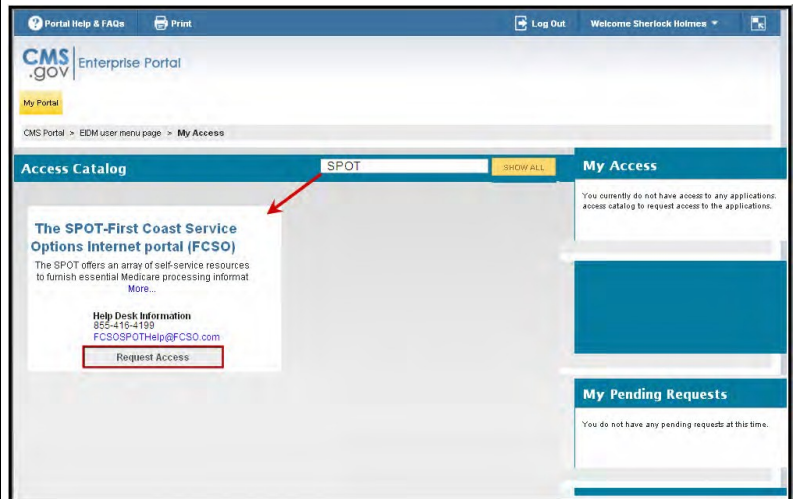 Portal Help & FAQs Print Log Out Welcome Sherlock Holmes
CMS
.gov
Enterprise Portal
My Portal
CMS Portal > EIDM user menu page > My Access
Access Catalog
SPOT
SHOW ALL
The SPOT-First Coast Service
Options Internet portal (FCSO)
The SPOT offers an array of self-service resources
to furnish essential Medicare processing informat
More...
Help Desk Information
855-416-4199
FCSOSPOTHelp@FCSO.com
Request Access
My Access
You currently do not have access to any applications.
access catalog to request access to the applications.
My Pending Requests
You do not have any pending requests at this time.